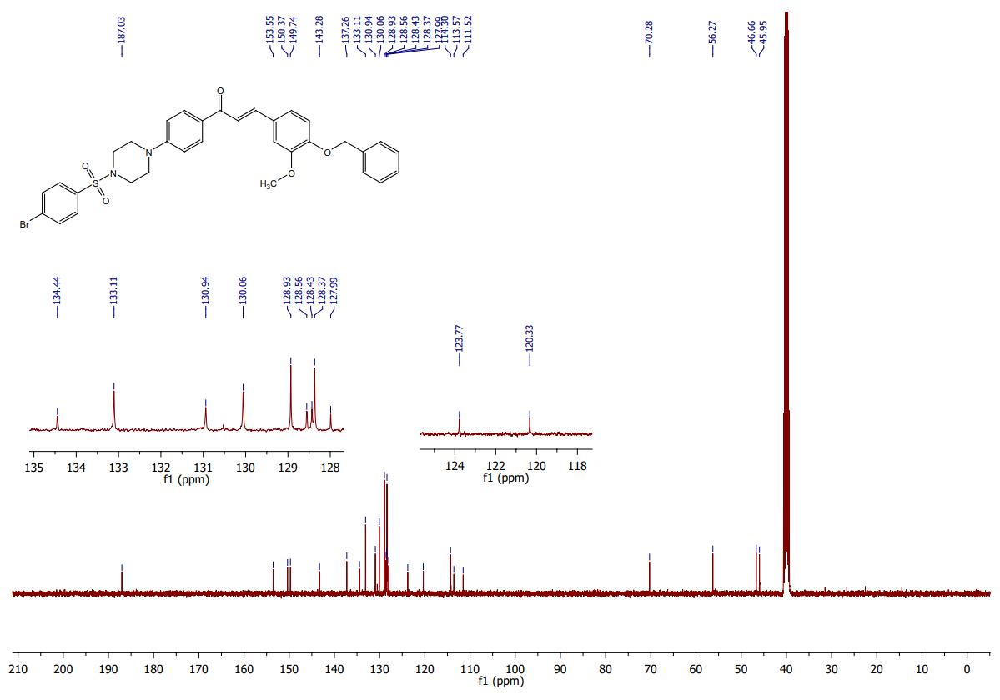 187.03
153.55
150.37
149.74
143.28
137.26
133.11
130.94
130.06
128.93
128.56
128.43
128.37
127.99
114.30
113.57
111.52
70.28
56.27
46.66
45.95
O
N
O
S
N
O
O
H₃C
O
Br
134.44
133.11
130.94
130.06
128.93
128.56
128.43
128.37
127.99
135 134 133 132 131 130 129 128
f1 (ppm)
123.77
120.33
124 122 120 118
f1 (ppm)
210 200 190 180 170 160 150 140 130 120 110 100 90 80 70 60 50 40 30 20 10 0
f1 (ppm)